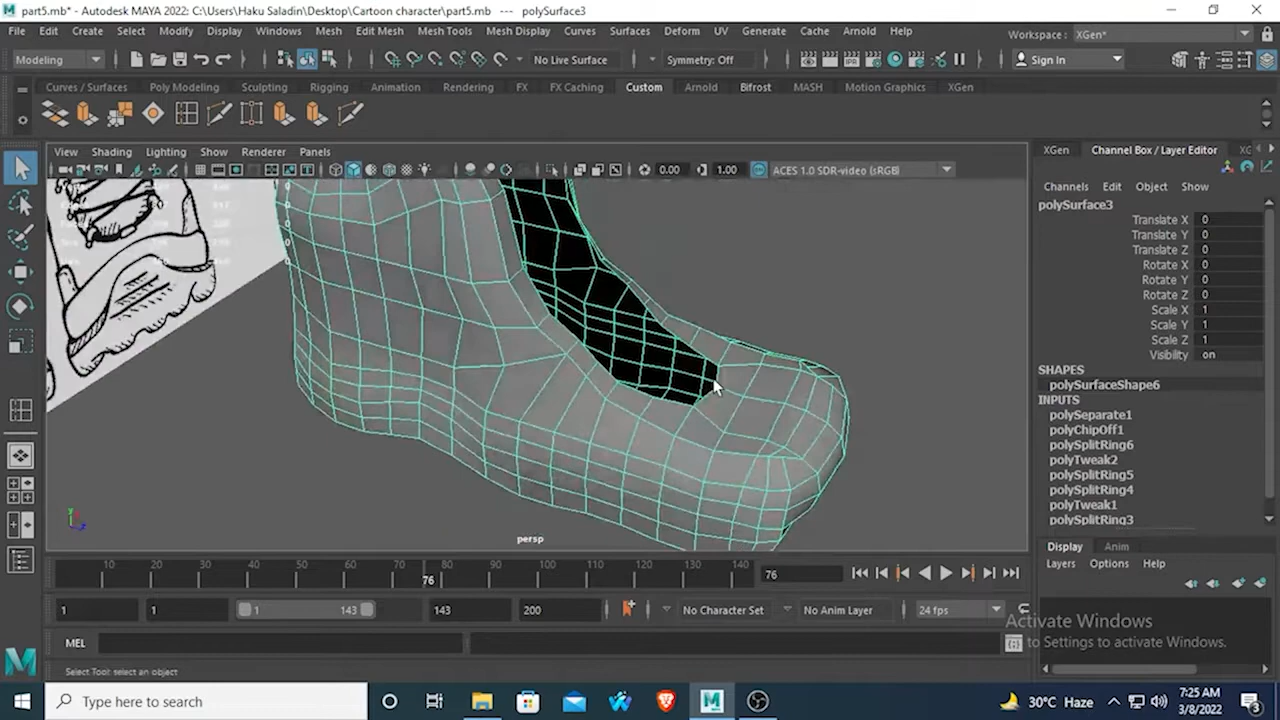 part5.mb* - Autodesk MAYA 2022: C:\Users\Haku Saladin\Desktop\Cartoon character\part5.mb --- polySurface3
File Edit Create Select Modify Display Windows Mesh Edit Mesh Mesh Tools Mesh Display Curves Surfaces Deform UV Generate Cache Arnold Help
Workspace : XGen*
Modeling
No Live Surface
Symmetry: Off
Sign In
Curves / Surfaces Poly Modeling Sculpting Rigging Animation Rendering FX FX Caching Custom Arnold Bifrost MASH Motion Graphics XGen
View Shading Lighting Show Renderer Panels
XGen Channel Box / Layer Editor
0.00 1.00 ACES 1.0 SDR-video (sRGB)
Channels Edit Object Show
polySurface3
Translate X 0
Translate Y 0
Translate Z 0
Rotate X 0
Rotate Y 0
Rotate Z 0
Scale X 1
Scale Y 1
Scale Z 1
Visibility on
SHAPES
polySurfaceShape6
INPUTS
polySeparate1
polyChipOff1
polySplitRing6
polyTweak2
polySplitRing5
polySplitRing4
polyTweak1
polySplitRing3
0
0
0
0
0
persp
Display Anim
Layers Options Help
10 20 30 40 50 60 70 76 80 90 100 110 120 130 140
76
1 1 1 143 143 200
No Character Set No Anim Layer 24 fps
Activate Windows
to Settings to activate Windows.
MEL
Select Tool: select an object
Type here to search
30°C Haze
7:25 AM
3/8/2022
3